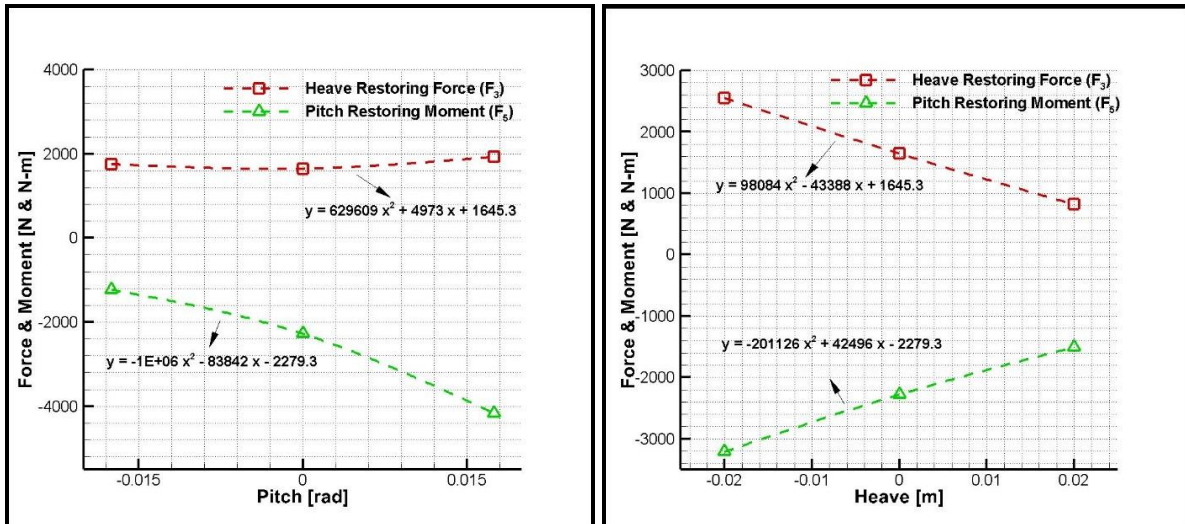 4000
2000
0
-2000
-4000
Force & Moment [N & N-m]
Heave Restoring Force (F₃)
Pitch Restoring Moment (F₅)
y = 629609 x² + 4973 x + 1645.3
y = -1E+06 x² - 83842 x - 2279.3
-0.015 0 0.015
Pitch [rad]
3000
2000
1000
0
-1000
-2000
-3000
Force & Moment [N & N-m]
Heave Restoring Force (F₃)
Pitch Restoring Moment (F₅)
y = 98084 x² - 43388 x + 1645.3
y = -201126 x² + 42496 x - 2279.3
-0.02 -0.01 0 0.01 0.02
Heave [m]